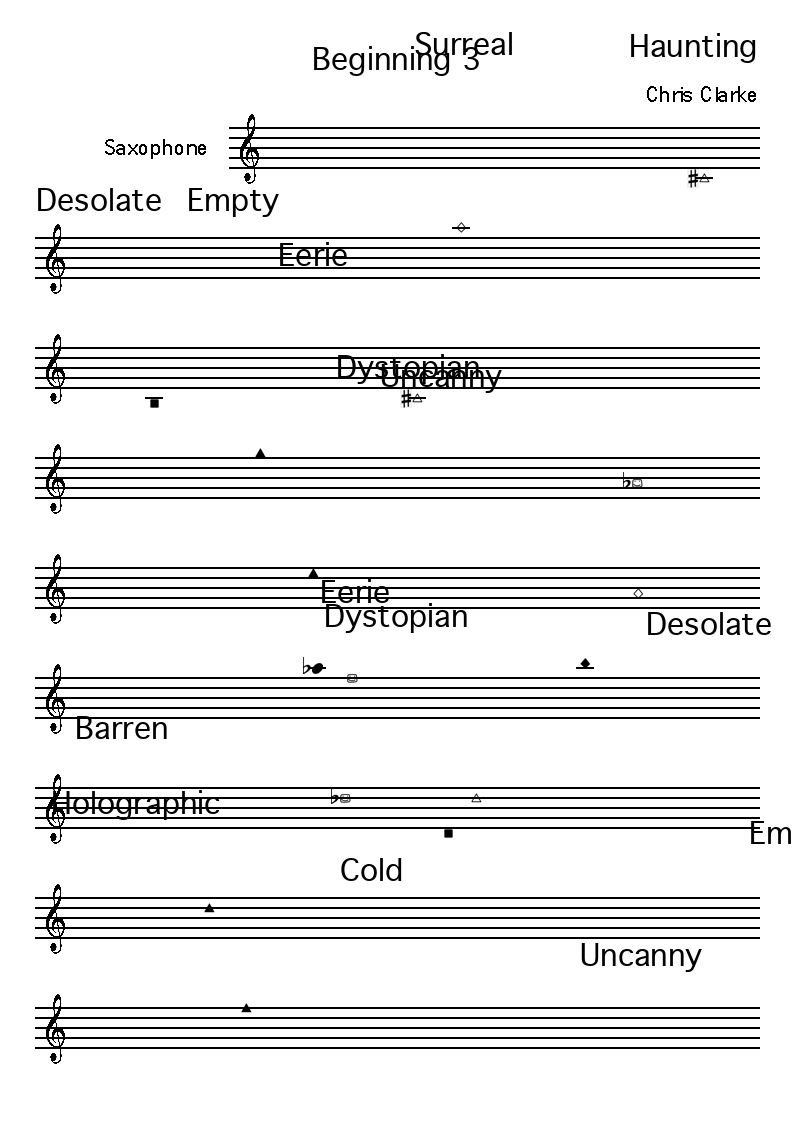 Surreal
Haunting
Beginning 3
Chris Clarke
Saxophone
Desolate Empty
Eerie
Dystopian
Uncanny
Eerie
Dystopian
Desolate
Barren
Holographic
Em
Cold
Uncanny